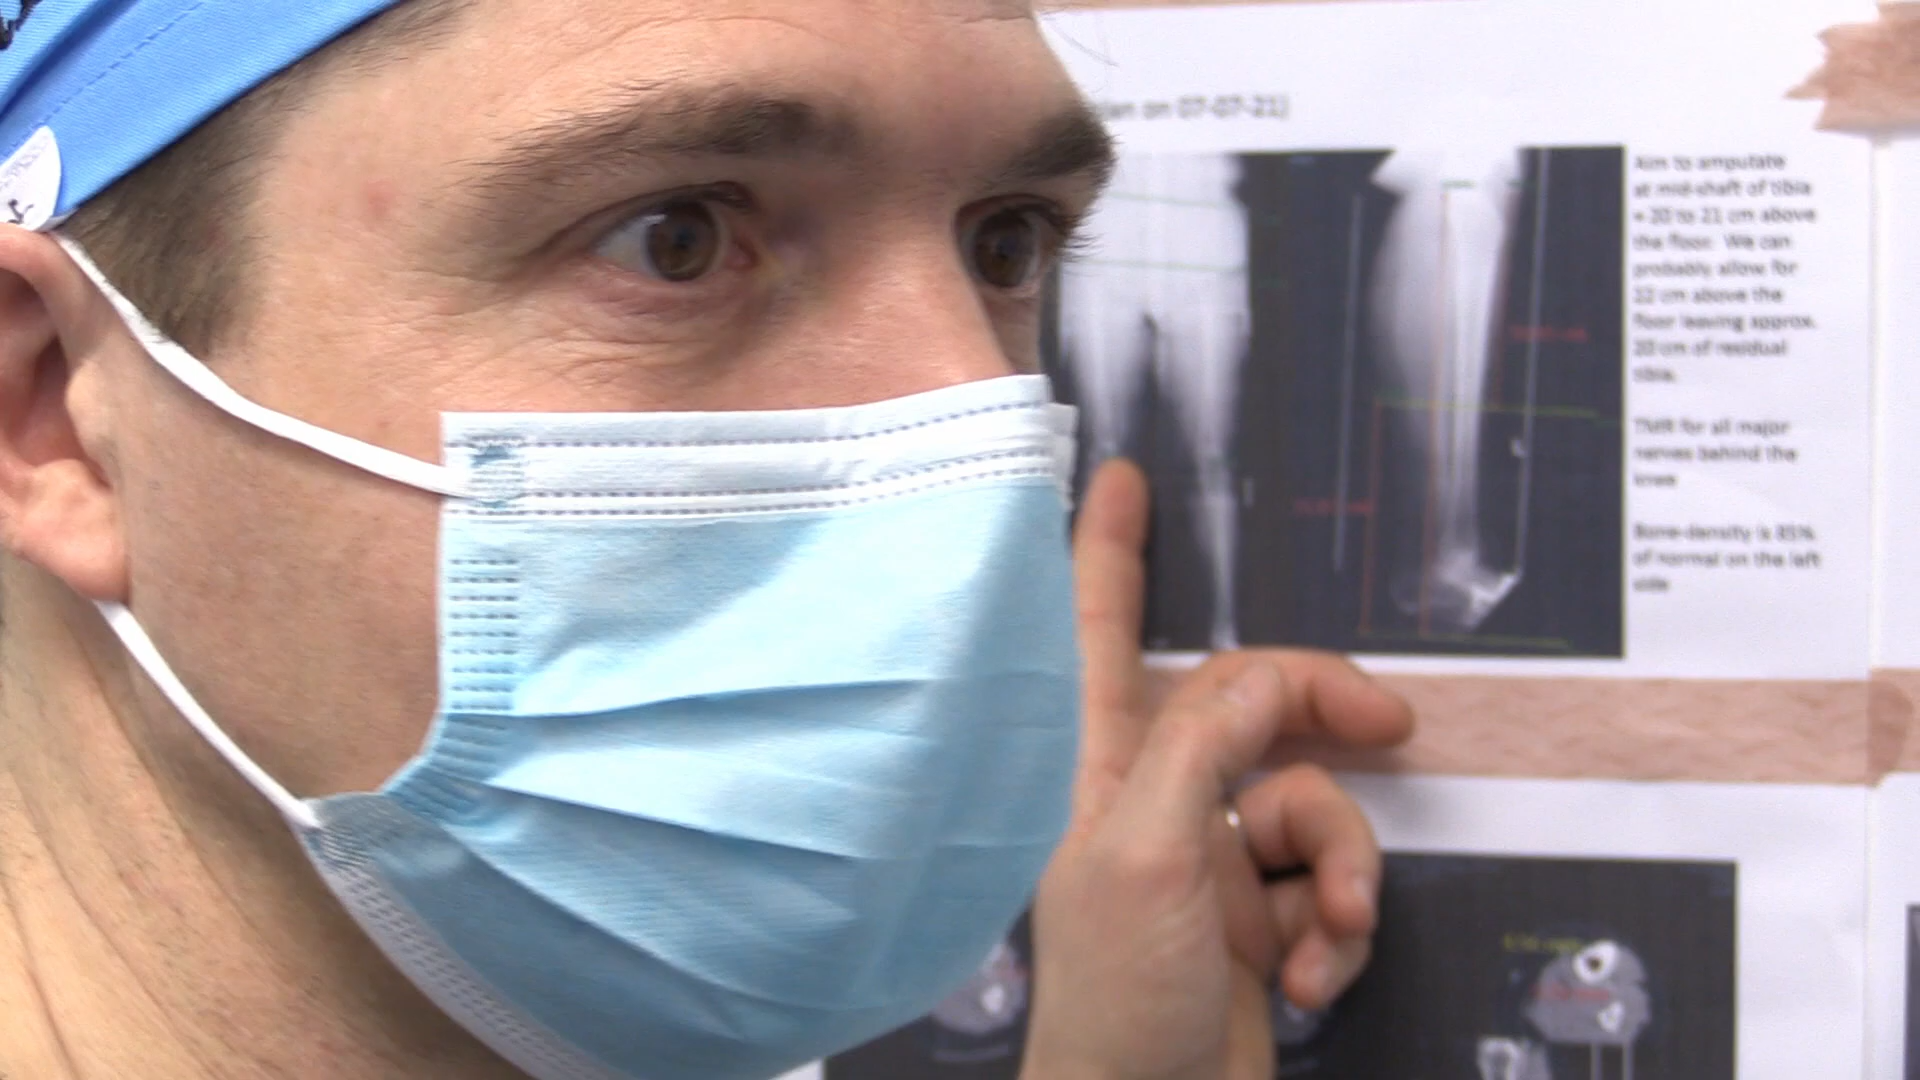 an on 07-07-21)
Aim to amputate
at mid-shaft of tibia
= 20 to 21 cm above
the floor. We can
probably allow for
22 cm above the
floor leaving approx.
20 cm of residual
tibia.
TMR for all major
nerves behind the
knee
Bone-density is 85%
of normal on the left
side